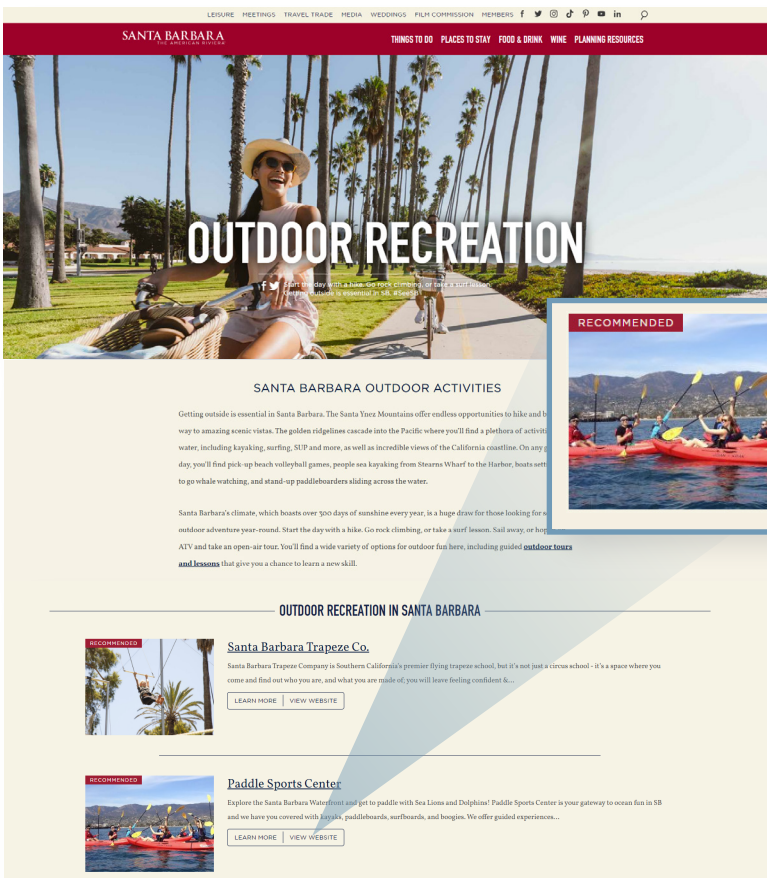 LEISURE MEETINGS TRAVEL TRADE MEDIA WEDDINGS FILM COMMISSION MEMBERS
SANTA BARBARA
THE AMERICAN RIVIERA
THINGS TO DO PLACES TO STAY FOOD & DRINK WINE PLANNING RESOURCES
OUTDOOR RECREATION
Start the day with a hike. Go rock climbing, or take a surf lesson.
Getting outside is essential in SB. #SeeSB
RECOMMENDED
SANTA BARBARA OUTDOOR ACTIVITIES
Getting outside is essential in Santa Barbara. The Santa Ynez Mountains offer endless opportunities to hike and
way to amazing scenic vistas. The golden ridgelines cascade into the Pacific where you'll find a plethora of
water, including kayaking, surfing, SUP and more, as well as incredible views of the California coastline. On any
day, you'll find pick-up beach volleyball games, people sea kayaking from Stearns Wharf to the Harbor, boats
to go whale watching, and stand-up paddleboarders sliding across the water.
Santa Barbara's climate, which boasts over 300 days of sunshine every year, is a huge draw for those looking for
outdoor adventure year-round. Start the day with a hike. Go rock climbing, or take a surf lesson. Sail away, or
ATV and take an open-air tour. You'll find a wide variety of options for outdoor fun here, including guided outdoor tours
and lessons that give you a chance to learn a new skill.
OUTDOOR RECREATION IN SANTA BARBARA
RECOMMENDED
Santa Barbara Trapeze Co.
Santa Barbara Trapeze Company is Southern California's premier flying trapeze school, but it's not just a circus school - it's a space where you
come and find out who you are, and what you are made of; you will leave feeling confident &...
LEARN MORE VIEW WEBSITE
RECOMMENDED
Paddle Sports Center
Explore the Santa Barbara Waterfront and get to paddle with Sea Lions and Dolphins! Paddle Sports Center is your gateway to ocean fun in SB
and we have you covered with kayaks, paddleboards, surfboards, and boogies. We offer guided experiences...
LEARN MORE VIEW WEBSITE